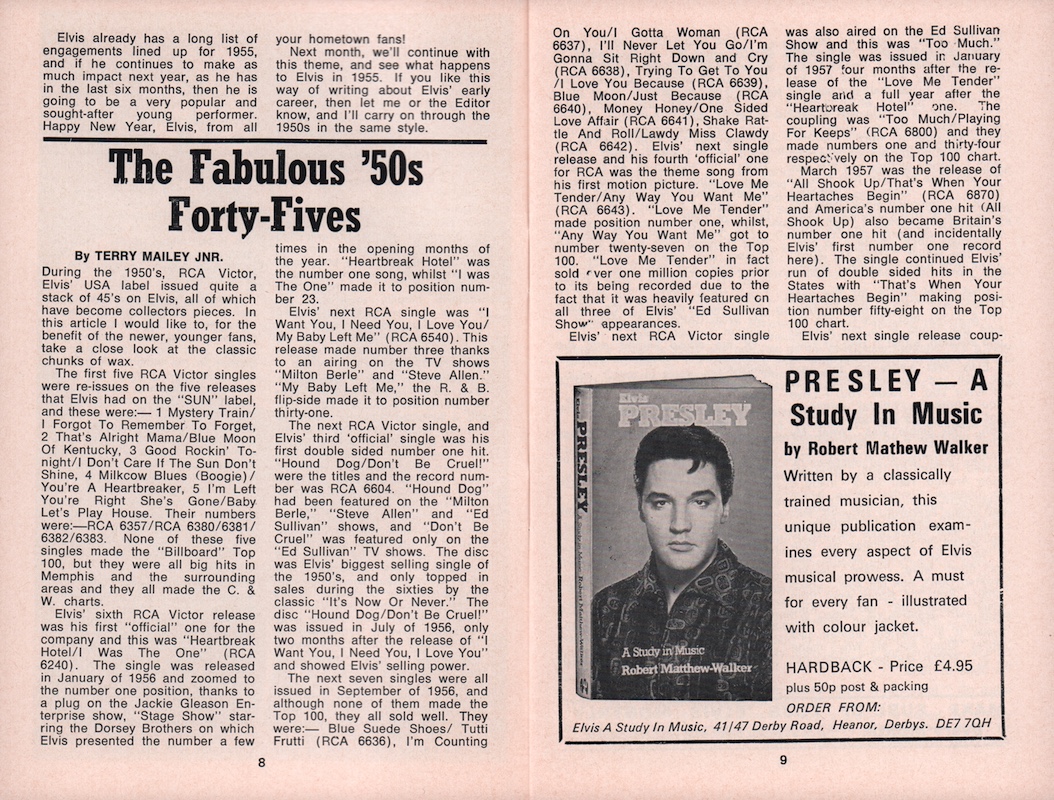 Elvis already has a long list of
engagements lined up for 1955,
and if he continues to make as
much impact next year, as he has
in the last six months, then he is
going to be a very popular and
sought-after young performer.
Happy New Year, Elvis, from all
your hometown fans!
Next month, we'll continue with
this theme, and see what happens
to Elvis in 1955. If you like this
way of writing about Elvis' early
career, then let me or the Editor
know, and I'll carry on through the
1950s in the same style.
The Fabulous '50s
Forty-Fives
By TERRY MAILEY JNR.
During the 1950's, RCA Victor,
Elvis' USA label issued quite a
stack of 45's on Elvis, all of which
have become collectors pieces. In
this article I would like to, for the
benefit of the newer, younger fans,
take a close look at the classic
chunks of wax.
The first five RCA Victor singles
were re-issues on the five releases
that Elvis had on the "SUN" label,
and these were:— 1 Mystery Train/
I Forgot To Remember To Forget,
2 That's Alright Mama/Blue Moon
Of Kentucky, 3 Good Rockin' To-
night/I Don't Care If The Sun Don't
Shine, 4 Milkcow Blues (Boogie)/
You're A Heartbreaker, 5 I'm Left
You're Right She's Gone/Baby
Let's Play House. Their numbers
were:—RCA 6357/RCA 6380/6381/
6382/6383. None of these five
singles made the "Billboard" Top
100, but they were all big hits in
Memphis and the surrounding
areas and they all made the C. &
W. charts.
Elvis' sixth RCA Victor release
was his first "official" one for the
company and this was "Heartbreak
Hotel/I Was The One" (RCA
6240). The single was released
in January of 1956 and zoomed to
the number one position, thanks to
a plug on the Jackie Gleason En-
terprise show, "Stage Show" star-
ring the Dorsey Brothers on which
Elvis presented the number a few
times in the opening months of
the year. "Heartbreak Hotel" was
the number one song, whilst "I was
The One" made it to position num-
ber 23.
Elvis' next RCA single was "I
Want You, I Need You, I Love You/
My Baby Left Me" (RCA 6540). This
release made number three thanks
to an airing on the TV shows
"Milton Berle" and "Steve Allen."
"My Baby Left Me," the R. & B.
flip-side made it to position number
thirty-one.
The next RCA Victor single, and
Elvis' third 'official' single was his
first double sided number one hit.
"Hound Dog/Don't Be Cruel!"
were the titles and the record num-
ber was RCA 6604. "Hound Dog"
had been featured on the "Milton
Berle," "Steve Allen" and "Ed
Sullivan" shows, and "Don't Be
Cruel" was featured only on the
"Ed Sullivan" TV shows. The disc
was Elvis' biggest selling single of
the 1950's, and only topped in
sales during the sixties by the
classic "It's Now Or Never." The
disc "Hound Dog/Don't Be Cruel!"
was issued in July of 1956, only
two months after the release of "I
Want You, I Need You, I Love You"
and showed Elvis' selling power.
The next seven singles were all
issued in September of 1956, and
although none of them made the
Top 100, they all sold well. They
were:— Blue Suede Shoes/ Tutti
Frutti (RCA 6636), I'm Counting
8
On You/I Gotta Woman (RCA
6637), I'll Never Let You Go/I'm
Gonna Sit Right Down and Cry
(RCA 6638), Trying To Get To You
/I Love You Because (RCA 6639),
Blue Moon/Just Because (RCA
6640), Money Honey/One Sided
Love Affair (RCA 6641), Shake Rat-
tle And Roll/Lawdy Miss Clawdy
(RCA 6642). Elvis' next single
release and his fourth 'official' one
for RCA was the theme song from
his first motion picture. "Love Me
Tender/Any Way You Want Me"
(RCA 6643). "Love Me Tender"
made position number one, whilst,
"Any Way You Want Me" got to
number twenty-seven on the Top
100. "Love Me Tender" in fact
sold over one million copies prior
to its being recorded due to the
fact that it was heavily featured on
all three of Elvis' "Ed Sullivan
Show" appearances.
Elvis' next RCA Victor single
was also aired on the Ed Sullivan
Show and this was "Too Much."
The single was issued in January
of 1957 four months after the re-
lease of the "Love Me Tender"
single and a full year after the
"Heartbreak Hotel" one. The
coupling was "Too Much/Playing
For Keeps" (RCA 6800) and they
made numbers one and thirty-four
respectively on the Top 100 chart.
March 1957 was the release of
"All Shook Up/That's When Your
Heartaches Begin" (RCA 6870)
and America's number one hit (All
Shook Up) also became Britain's
number one hit (and incidentally
Elvis' first number one record
here). The single continued Elvis'
run of double sided hits in the
States with "That's When Your
Heartaches Begin" making posi-
tion number fifty-eight on the Top
100 chart.
Elvis' next single release coup-
Elvis
PRESLEY
PRESLEY
A Study in Music Robert Matthew-Walker
A Study in Music
Robert Matthew-Walker
PRESLEY – A
Study In Music
by Robert Mathew Walker
Written by a classically
trained musician, this
unique publication exam-
ines every aspect of Elvis
musical prowess. A must
for every fan - illustrated
with colour jacket.
HARDBACK - Price £4.95
plus 50p post & packing
ORDER FROM:
Elvis A Study In Music, 41/47 Derby Road, Heanor, Derbys. DE7 7QH
9